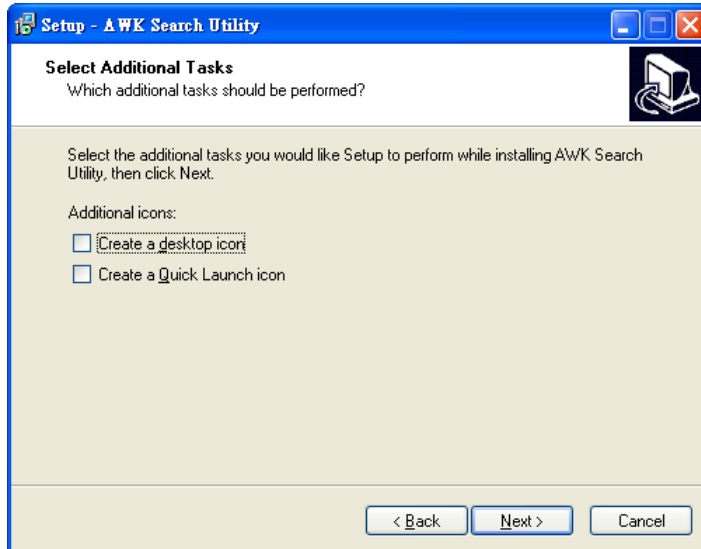 Setup - AWK Search Utility
Select Additional Tasks
Which additional tasks should be performed?
Select the additional tasks you would like Setup to perform while installing AWK Search
Utility, then click Next.
Additional icons:
Create a desktop icon
Create a Quick Launch icon
< Back Next > Cancel